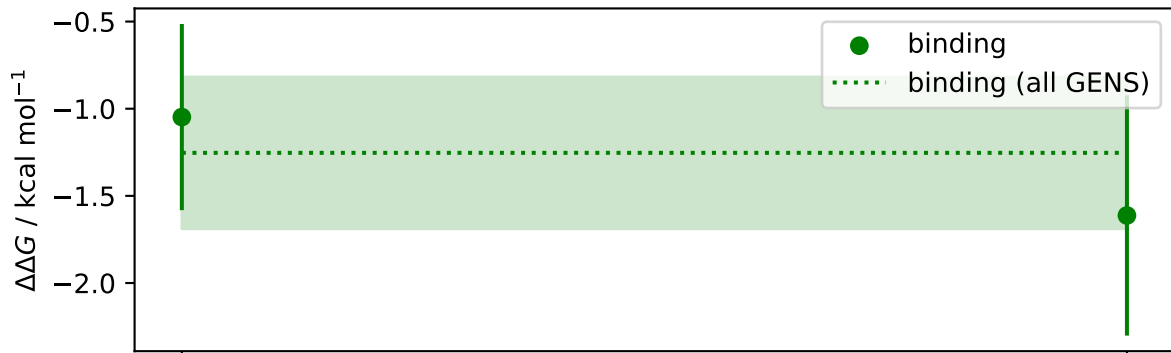 −0.5
−1.0
−1.5
−2.0
ΔΔG / kcal mol⁻¹
binding
binding (all GENS)